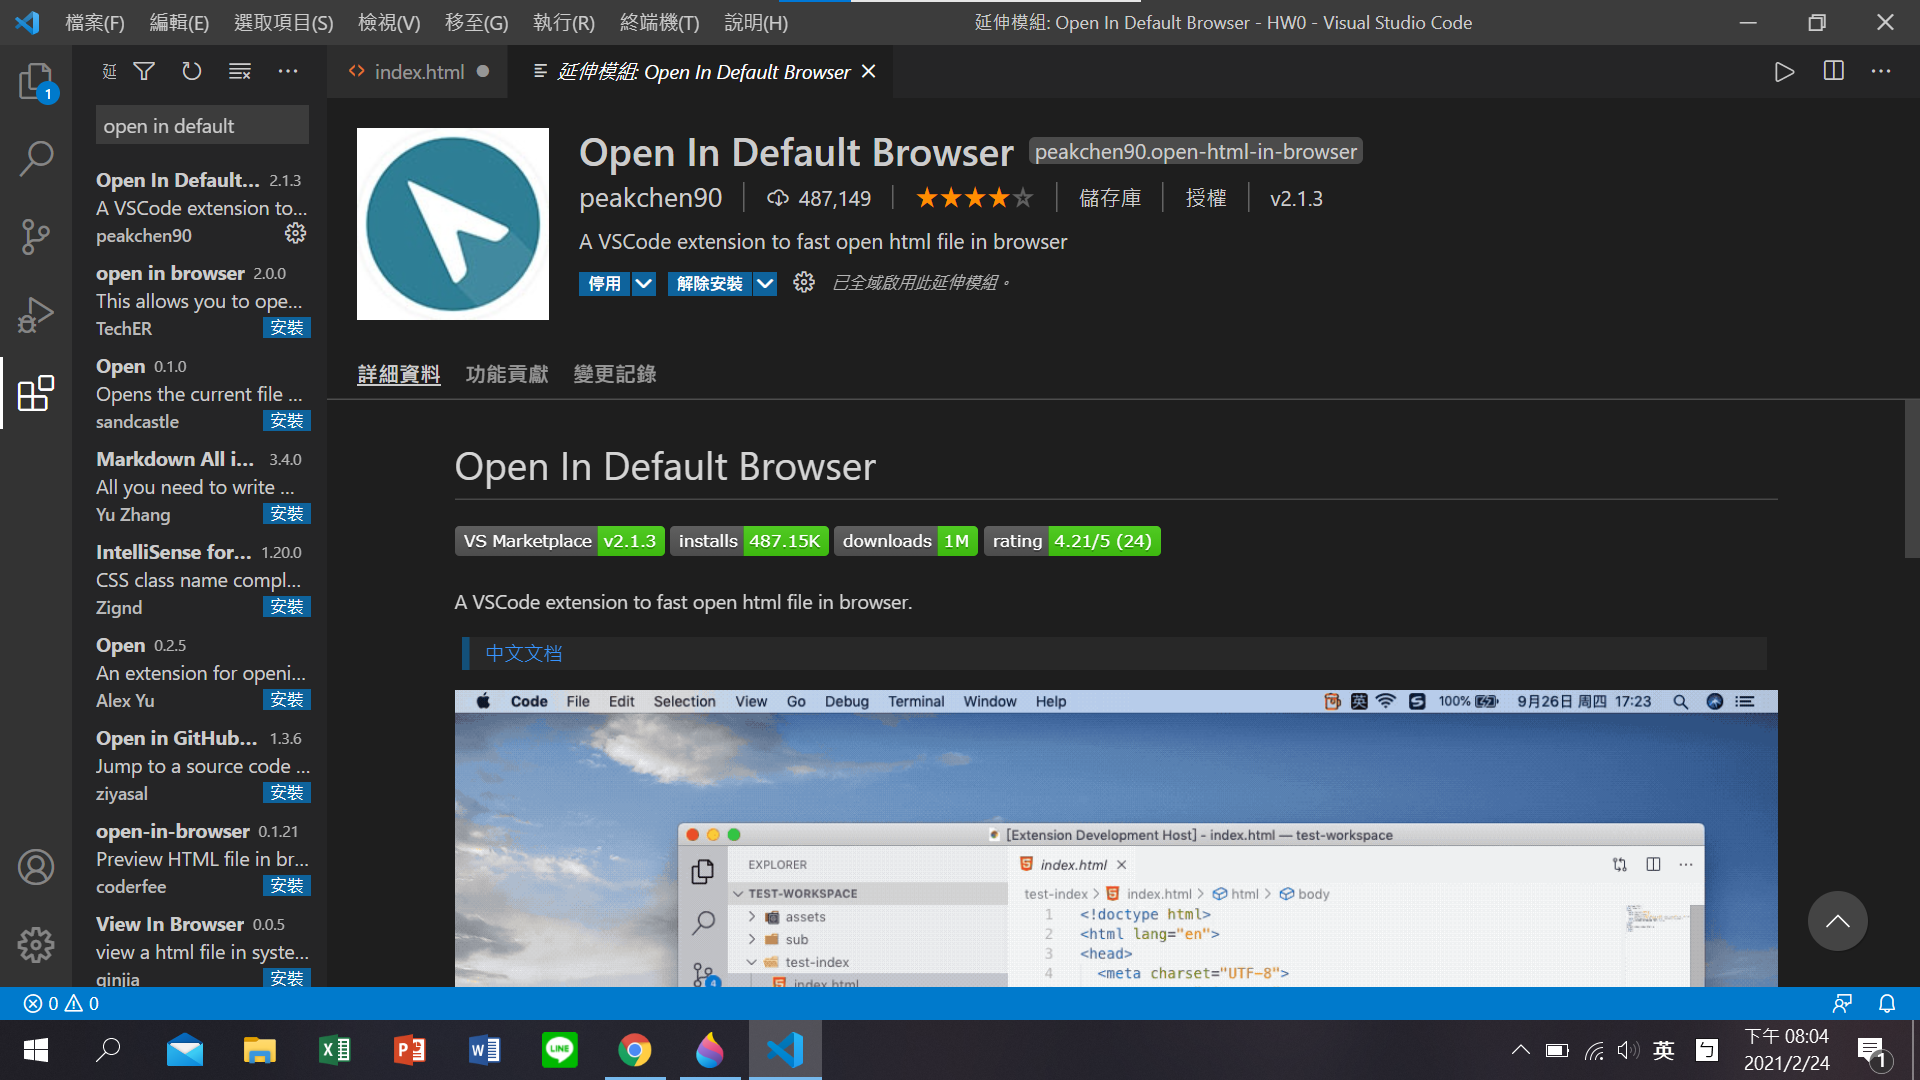 檔案(F) 編輯(E) 選取項目(S) 檢視(V) 移至(G) 執行(R) 終端機(T) 說明(H) 延伸模組: Open In Default Browser - HW0 - Visual Studio Code
1
延
index.html
延伸模組: Open In Default Browser
open in default
Open In Default... 2.1.3
A VSCode extension to...
peakchen90
open in browser 2.0.0
This allows you to ope...
TechER 安裝
Open 0.1.0
Opens the current file ...
sandcastle 安裝
Markdown All i... 3.4.0
All you need to write ...
Yu Zhang 安裝
IntelliSense for... 1.20.0
CSS class name compl...
Zignd 安裝
Open 0.2.5
An extension for openi...
Alex Yu 安裝
Open in GitHub... 1.3.6
Jump to a source code ...
ziyasal 安裝
open-in-browser 0.1.21
Preview HTML file in br...
coderfee 安裝
View In Browser 0.0.5
view a html file in syste...
qinjia 安裝
Open In Default Browser peakchen90.open-html-in-browser
peakchen90 487,149 儲存庫 授權 v2.1.3
A VSCode extension to fast open html file in browser
停用 解除安裝 已全域啟用此延伸模組。
詳細資料 功能貢獻 變更記錄
Open In Default Browser
VS Marketplace v2.1.3 installs 487.15K downloads 1M rating 4.21/5 (24)
A VSCode extension to fast open html file in browser.
中文文档
Code File Edit Selection View Go Debug Terminal Window Help 英 100% 9月26日 周四 17:23
[Extension Development Host] - index.html — test-workspace
EXPLORER
index.html
TEST-WORKSPACE
assets
sub
test-index
index.html
4
test-index > index.html > html > body
1 <!doctype html>
2 <html lang="en">
3 <head>
4 <meta charset="UTF-8">
0 0
LINE
英 ㄅ
下午 08:04
2021/2/24
1